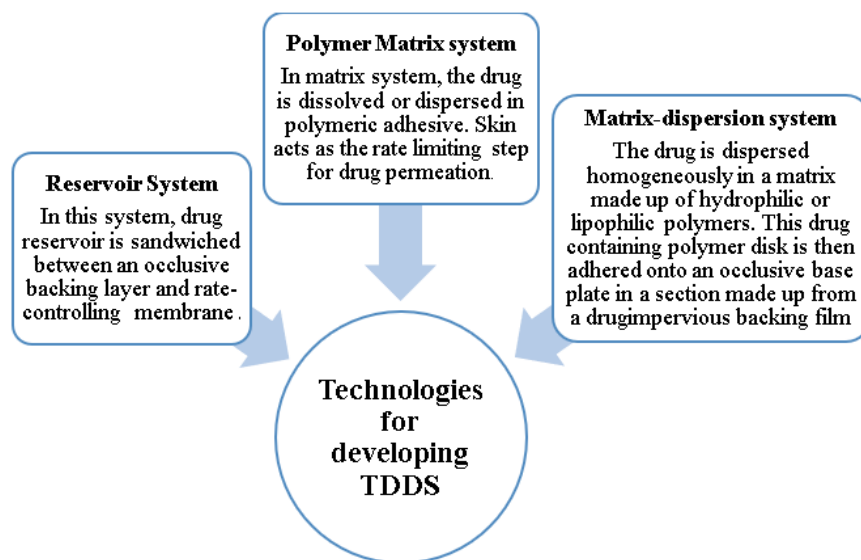 Polymer Matrix system
In matrix system, the drug
is dissolved or dispersed in
polymeric adhesive. Skin
acts as the rate limiting step
for drug permeation.
Reservoir System
In this system, drug
reservoir is sandwiched
between an occlusive
backing layer and rate-
controlling membrane .
Matrix-dispersion system
The drug is dispersed
homogeneously in a matrix
made up of hydrophilic or
lipophilic polymers. This drug
containing polymer disk is then
adhered onto an occlusive base
plate in a section made up from
a drugimpervious backing film
Technologies
for
developing
TDDS